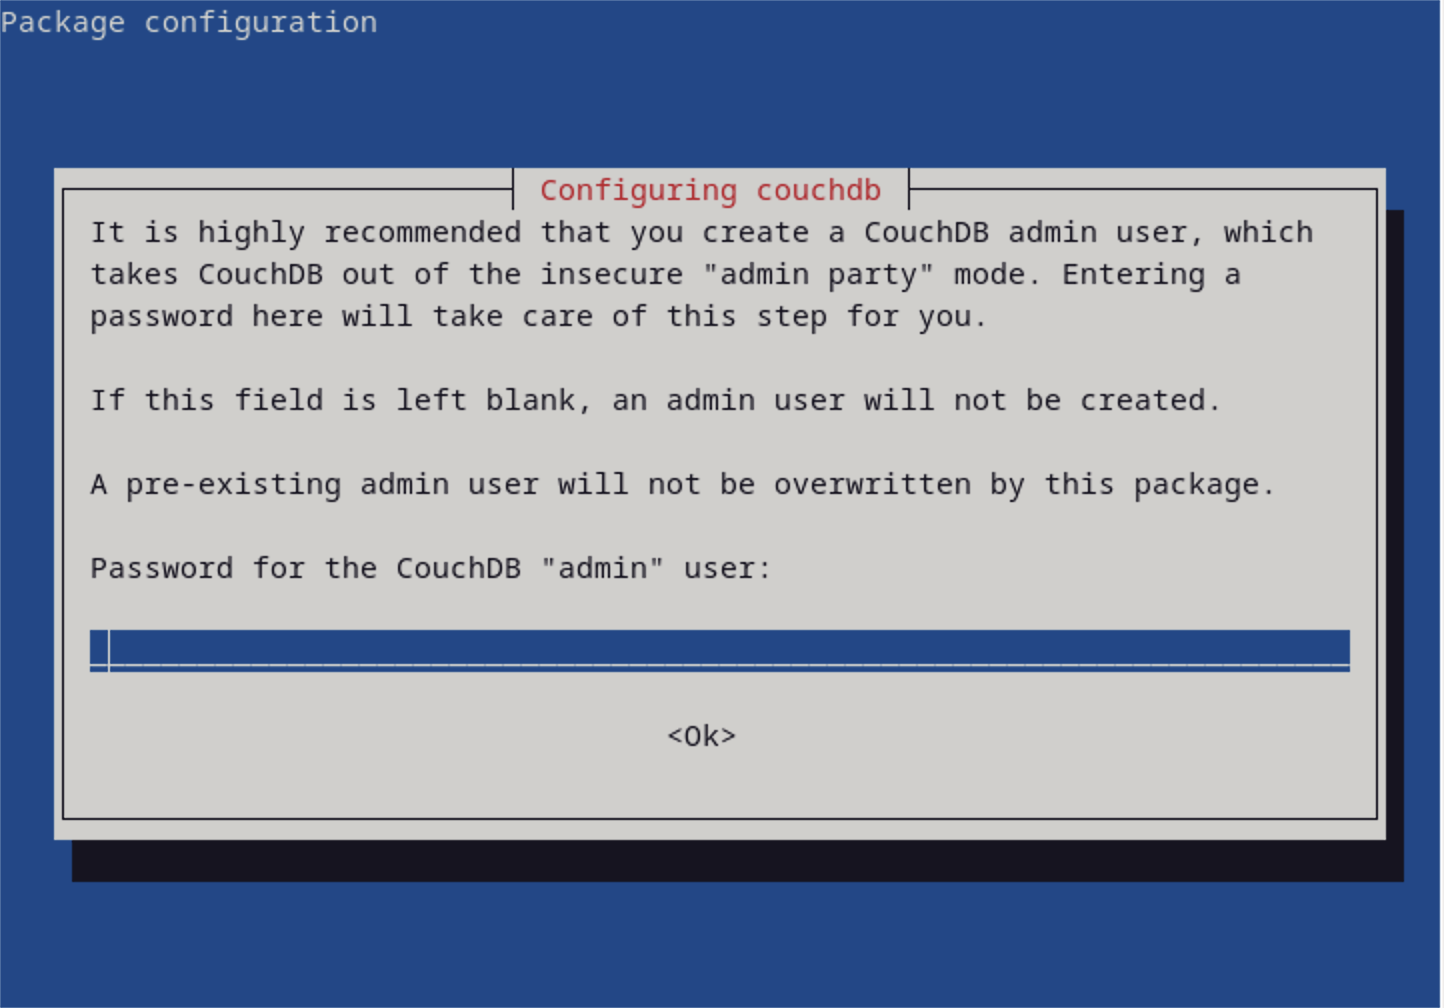 Package configuration
Configuring couchdb
It is highly recommended that you create a CouchDB admin user, which
takes CouchDB out of the insecure "admin party" mode. Entering a
password here will take care of this step for you.
If this field is left blank, an admin user will not be created.
A pre-existing admin user will not be overwritten by this package.
Password for the CouchDB "admin" user:
<Ok>